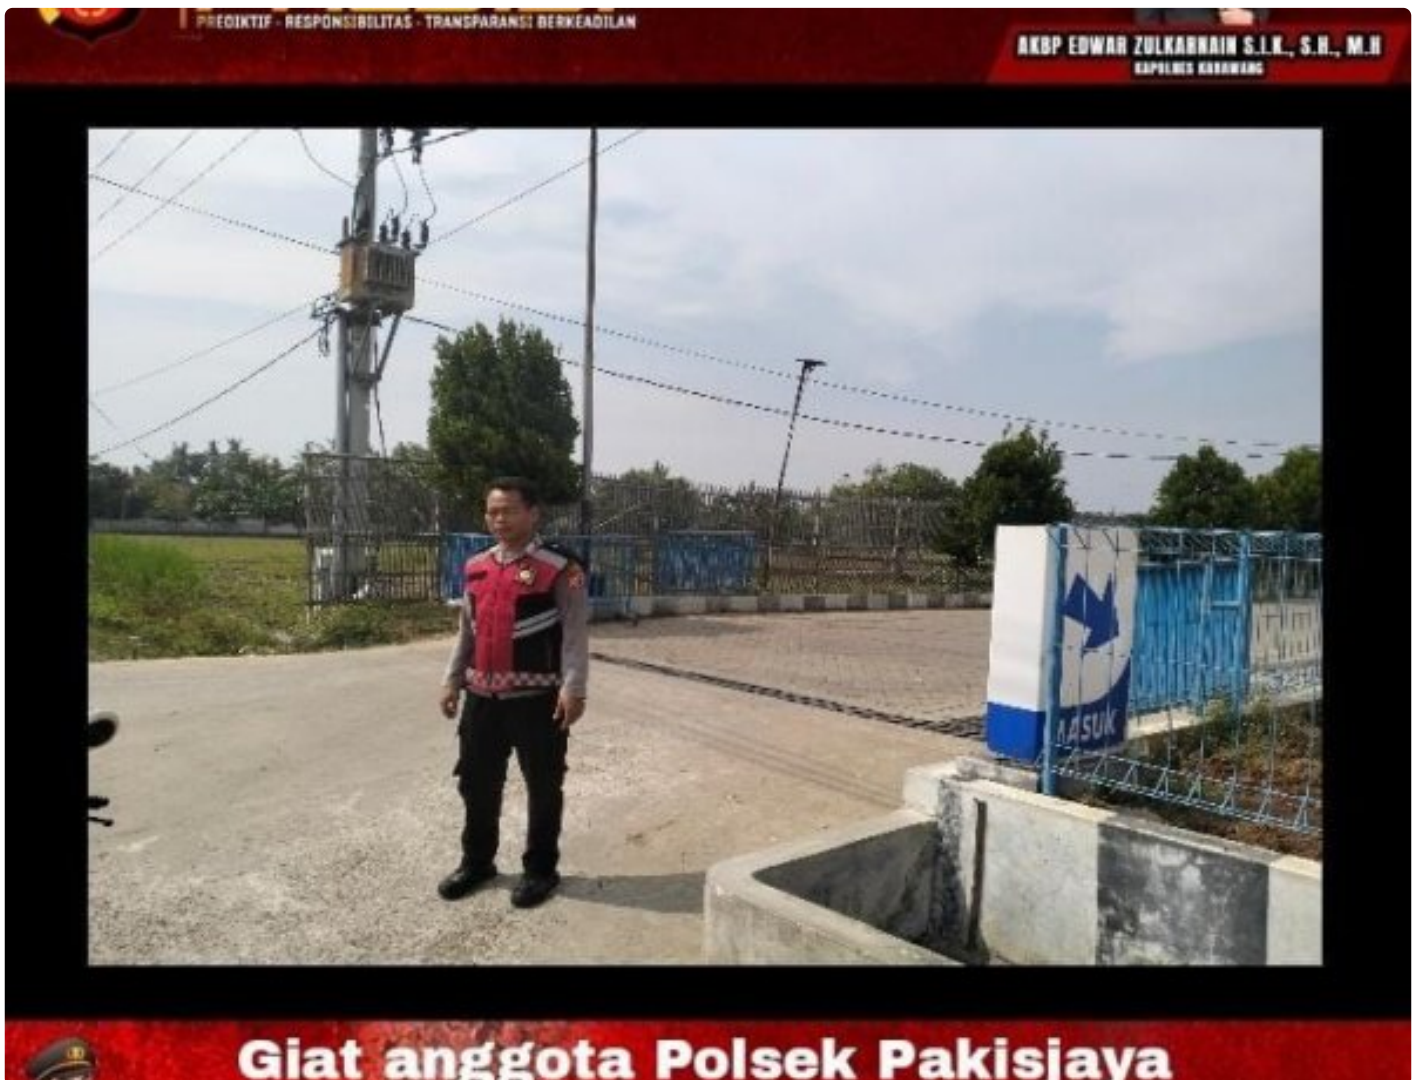 PREDIKTIF - RESPONSIBILITAS - TRANSPARANSI BERKEADILAN
AKBP EDWAR ZULKARNAIN S.I.K., S.H., M.H
KAPOLRES KARAWANG
MASUK
Giat anggota Polsek Pakisjaya